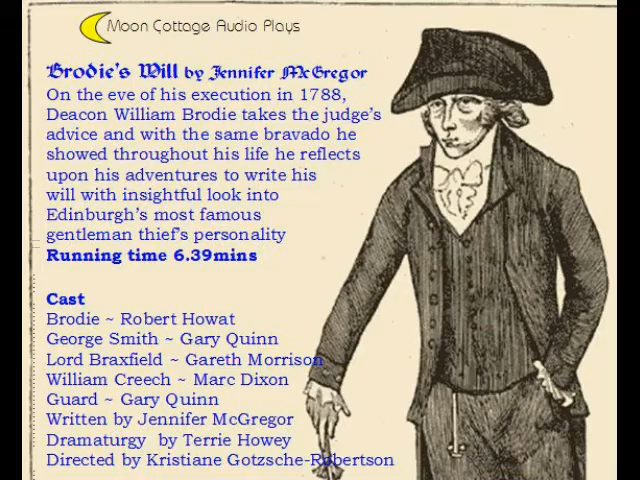 Moon Cottage Audio Plays
Brodie's Will by Jennifer McGregor
On the eve of his execution in 1788,
Deacon William Brodie takes the judge's
advice and with the same bravado he
showed throughout his life he reflects
upon his adventures to write his
will with insightful look into
Edinburgh's most famous
gentleman thief's personality
Running time 6.39mins
Cast
Brodie ~ Robert Howat
George Smith ~ Gary Quinn
Lord Braxfield ~ Gareth Morrison
William Creech ~ Marc Dixon
Guard ~ Gary Quinn
Written by Jennifer McGregor
Dramaturgy by Terrie Howey
Directed by Kristiane Gotzsche-Robertson